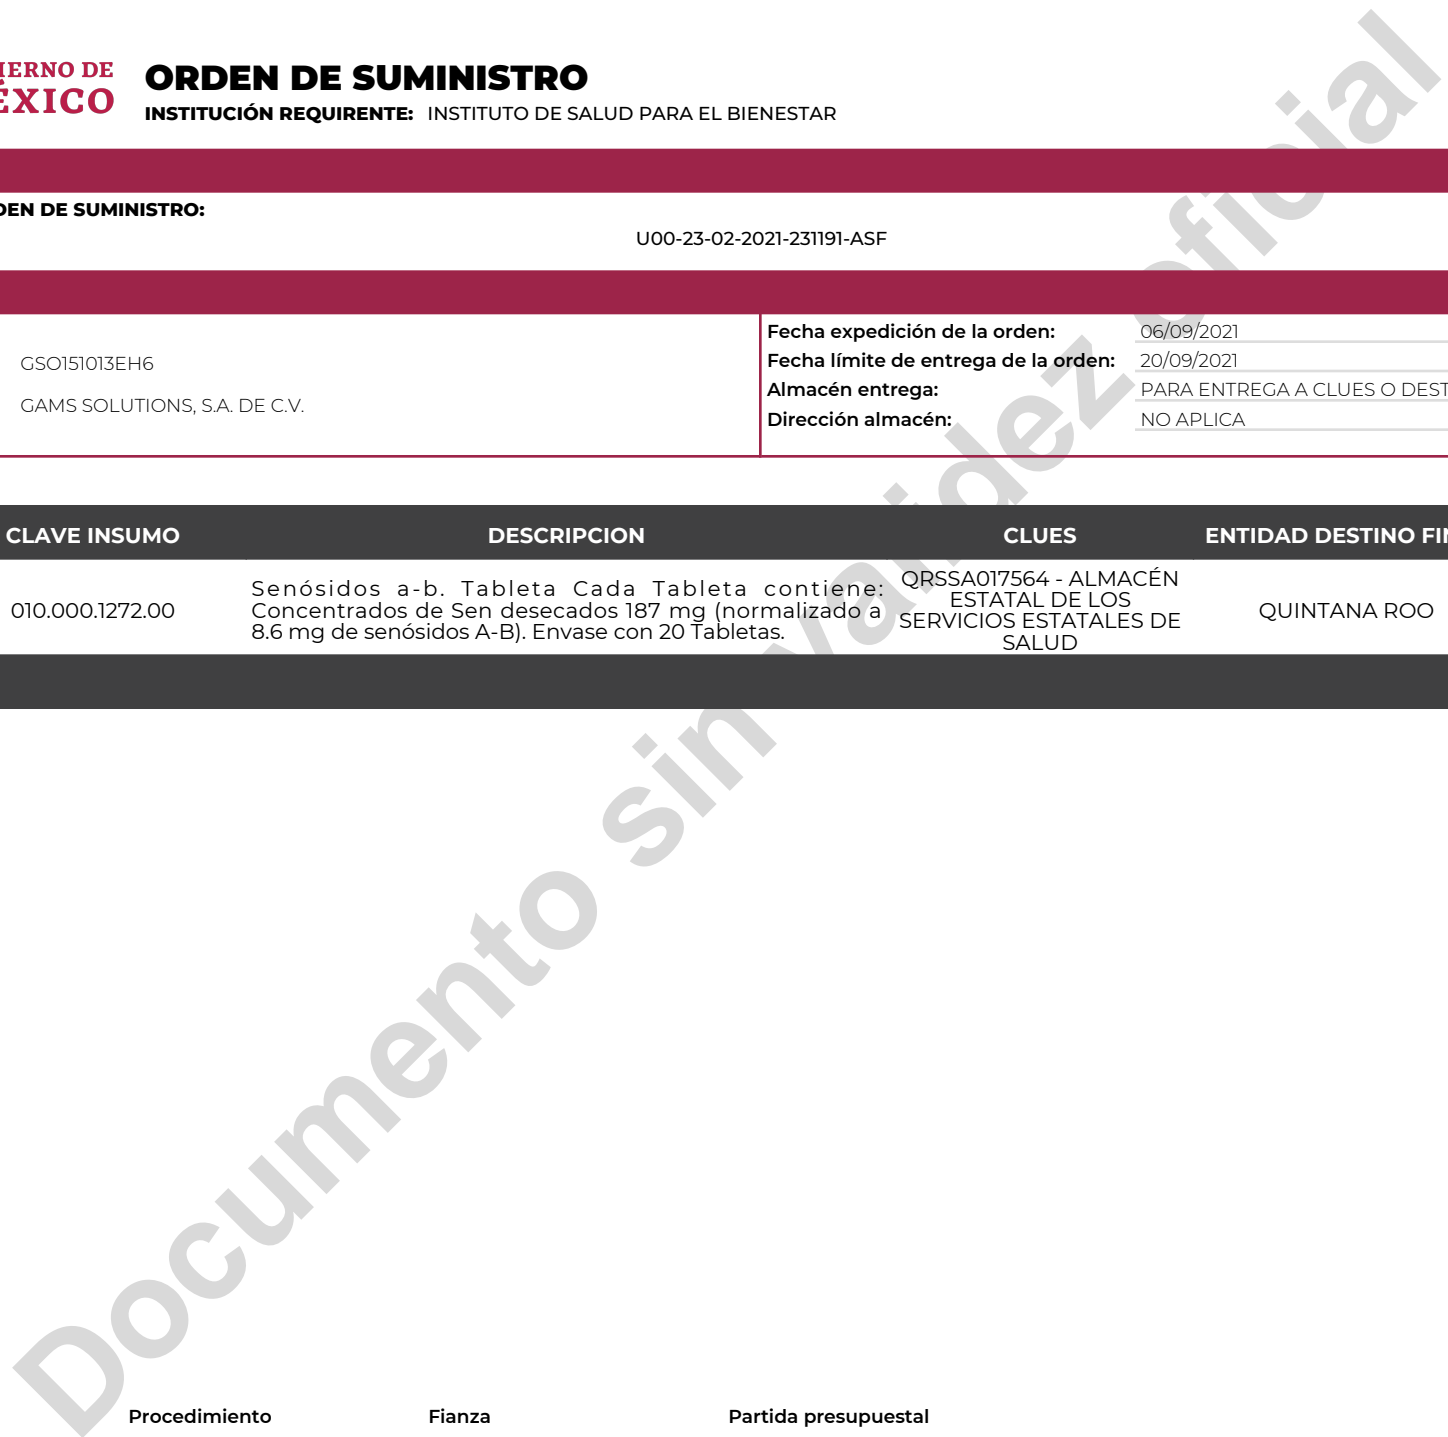 IERNO DE
ÉXICO
ORDEN DE SUMINISTRO
INSTITUCIÓN REQUIRENTE: INSTITUTO DE SALUD PARA EL BIENESTAR
DEN DE SUMINISTRO:
U00-23-02-2021-231191-ASF
GSO151013EH6
GAMS SOLUTIONS, S.A. DE C.V.
Fecha expedición de la orden: 06/09/2021
Fecha límite de entrega de la orden: 20/09/2021
Almacén entrega: PARA ENTREGA A CLUES O DEST
Dirección almacén: NO APLICA
CLAVE INSUMO DESCRIPCION CLUES ENTIDAD DESTINO FIN
010.000.1272.00
Senósidos a-b. Tableta Cada Tableta contiene:
Concentrados de Sen desecados 187 mg (normalizado a
8.6 mg de senósidos A-B). Envase con 20 Tabletas.
QRSSA017564 - ALMACÉN
ESTATAL DE LOS
SERVICIOS ESTATALES DE
SALUD
QUINTANA ROO
Documento sin validez oficial
Procedimiento Fianza Partida presupuestal